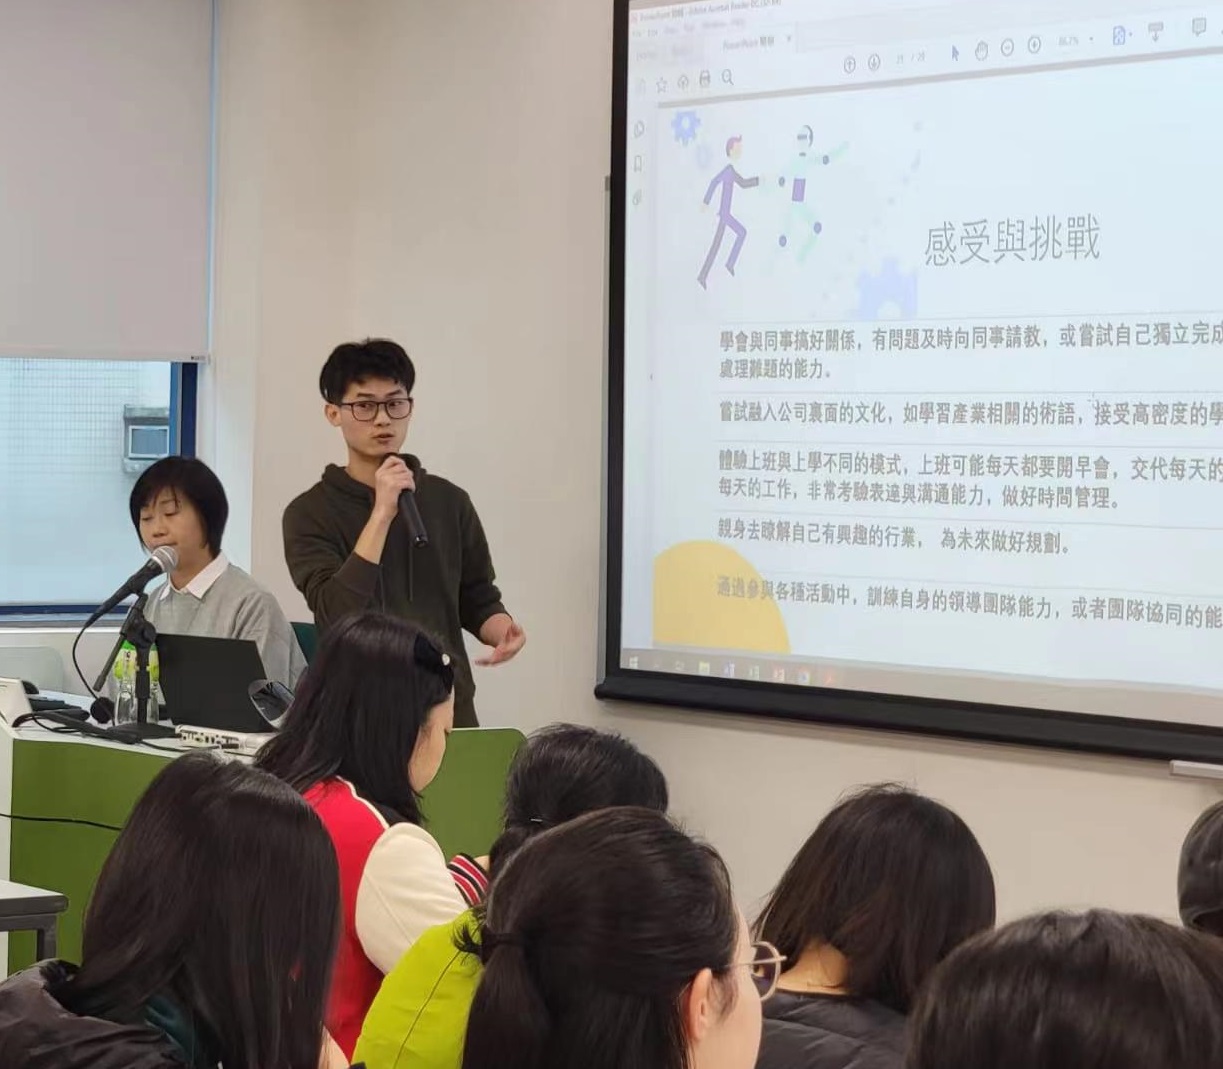 感受與挑戰
學會與同事搞好關係，有問題及時向同事請教，或嘗試自己獨立完成
處理難題的能力。
嘗試融入公司裏面的文化，如學習產業相關的術語，接受高密度的學
體驗上班與上學不同的模式，上班可能每天都要開早會，交代每天的
每天的工作，非常考驗表達與溝通能力，做好時間管理。
親身去瞭解自己有興趣的行業， 為未來做好規劃。
通過參與各種活動中，訓練自身的領導團隊能力，或者團隊協同的能